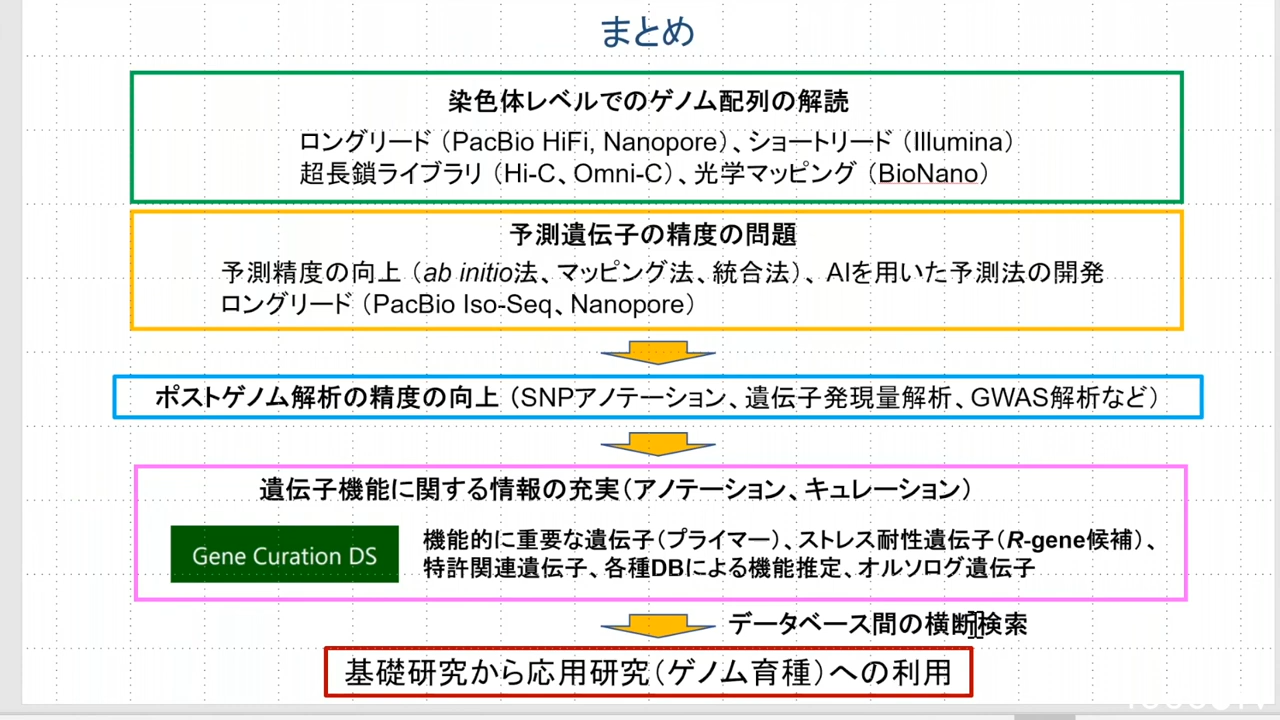 まとめ
染色体レベルでのゲノム配列の解読
ロングリード（PacBio HiFi, Nanopore）、ショートリード（Illumina）
超長鎖ライブラリ（Hi-C、Omni-C）、光学マッピング（BioNano）
予測遺伝子の精度の問題
予測精度の向上（ab initio法、マッピング法、統合法）、AIを用いた予測法の開発
ロングリード（PacBio Iso-Seq、Nanopore）
ポストゲノム解析の精度の向上（SNPアノテーション、遺伝子発現量解析、GWAS解析など）
遺伝子機能に関する情報の充実（アノテーション、キュレーション）
Gene Curation DS
機能的に重要な遺伝子（プライマー）、ストレス耐性遺伝子（R-gene候補）、
特許関連遺伝子、各種DBによる機能推定、オルソログ遺伝子
データベース間の横断検索
基礎研究から応用研究（ゲノム育種）への利用